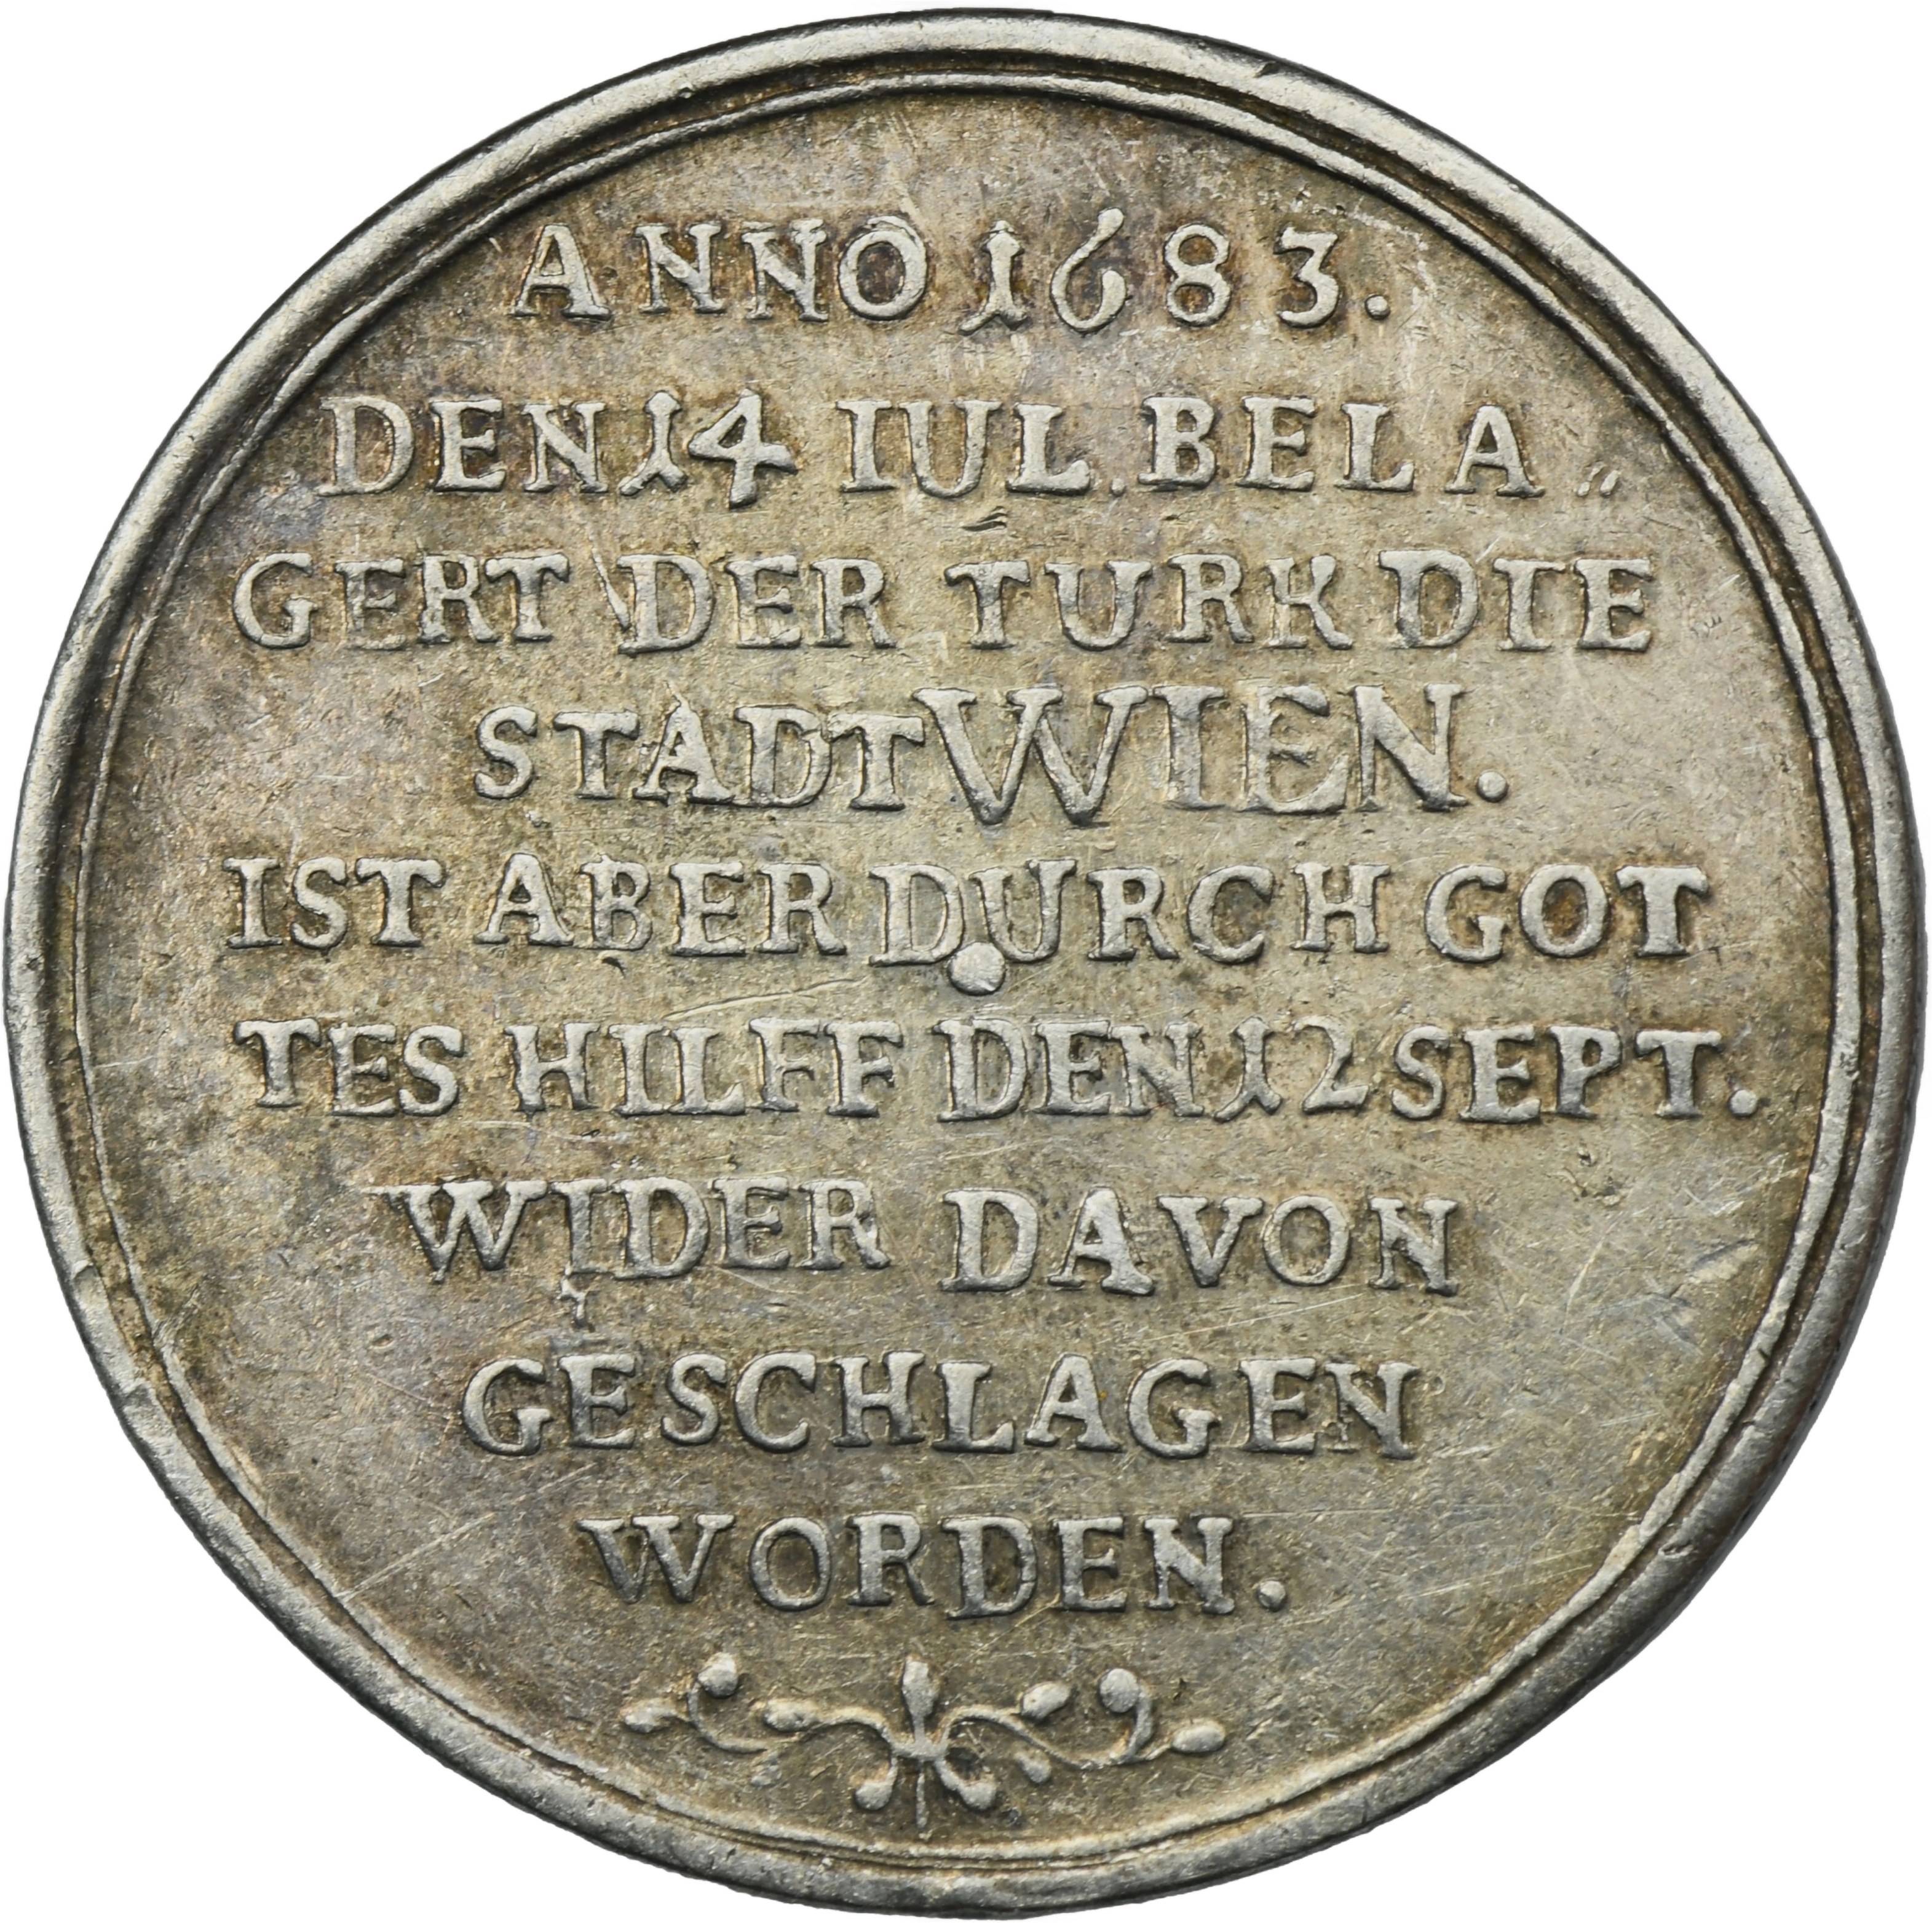 ANNO 1683.
DEN 14 IUL. BELA„
GERT DER TURK DIE
STADT WIEN.
IST ABER DURCH GOT
TES HILFF DEN 12 SEPT.
WIDER DAVON
GESCHLAGEN
WORDEN.